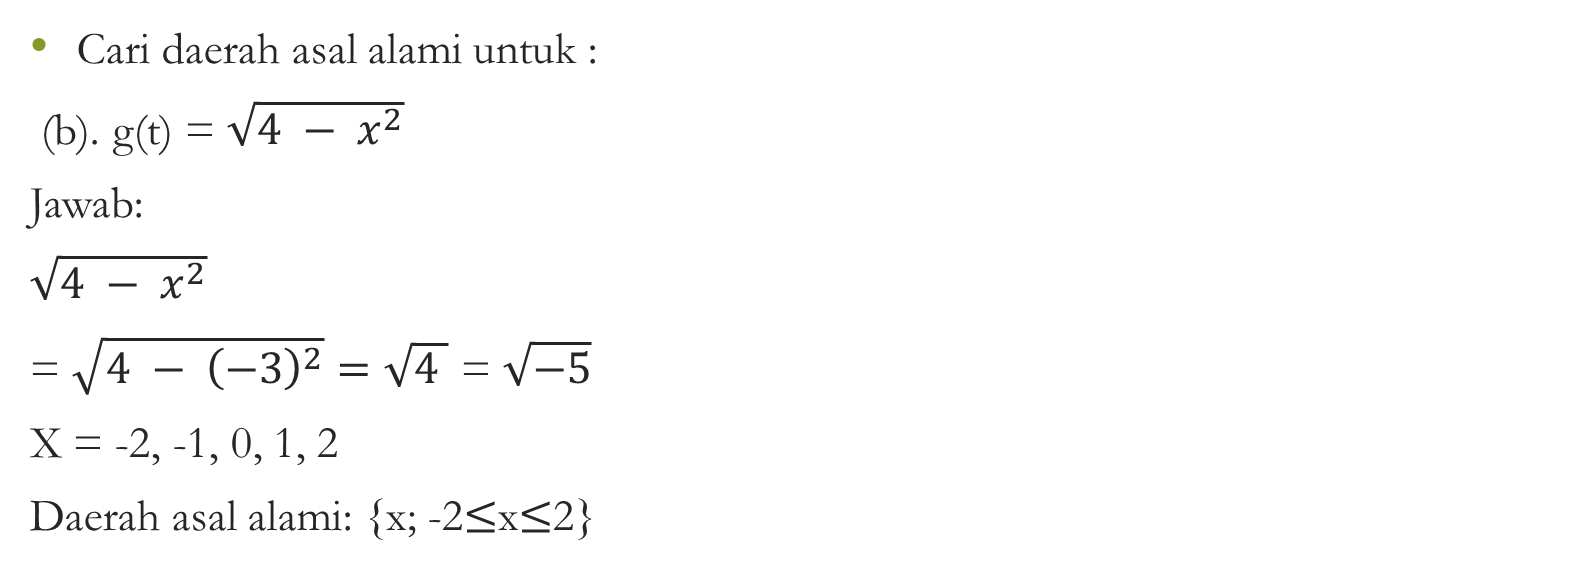 • Cari daerah asal alami untuk :
(b). g(t) = √(4 − x²)
Jawab:
√(4 − x²)
= √(4 − (−3)²) = √4 = √−5
X = -2, -1, 0, 1, 2
Daerah asal alami: {x; -2≤x≤2}